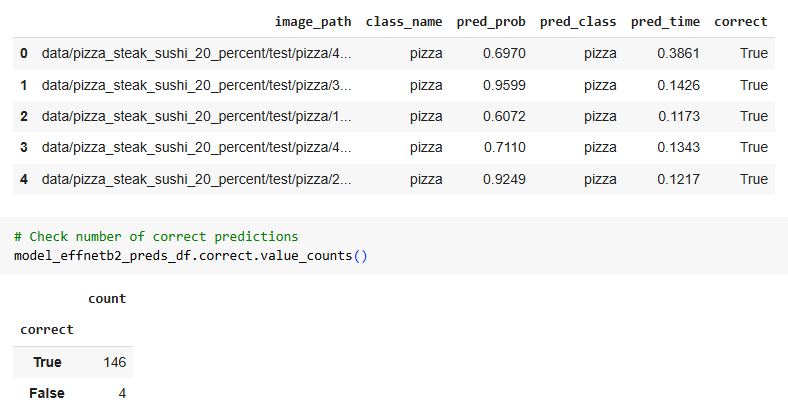 image_path class_name pred_prob pred_class pred_time correct
0 data/pizza_steak_sushi_20_percent/test/pizza/4... pizza 0.6970 pizza 0.3861 True
1 data/pizza_steak_sushi_20_percent/test/pizza/3... pizza 0.9599 pizza 0.1426 True
2 data/pizza_steak_sushi_20_percent/test/pizza/1... pizza 0.6072 pizza 0.1173 True
3 data/pizza_steak_sushi_20_percent/test/pizza/4... pizza 0.7110 pizza 0.1343 True
4 data/pizza_steak_sushi_20_percent/test/pizza/2... pizza 0.9249 pizza 0.1217 True
# Check number of correct predictions
model_effnetb2_preds_df.correct.value_counts()
count
correct
True 146
False 4